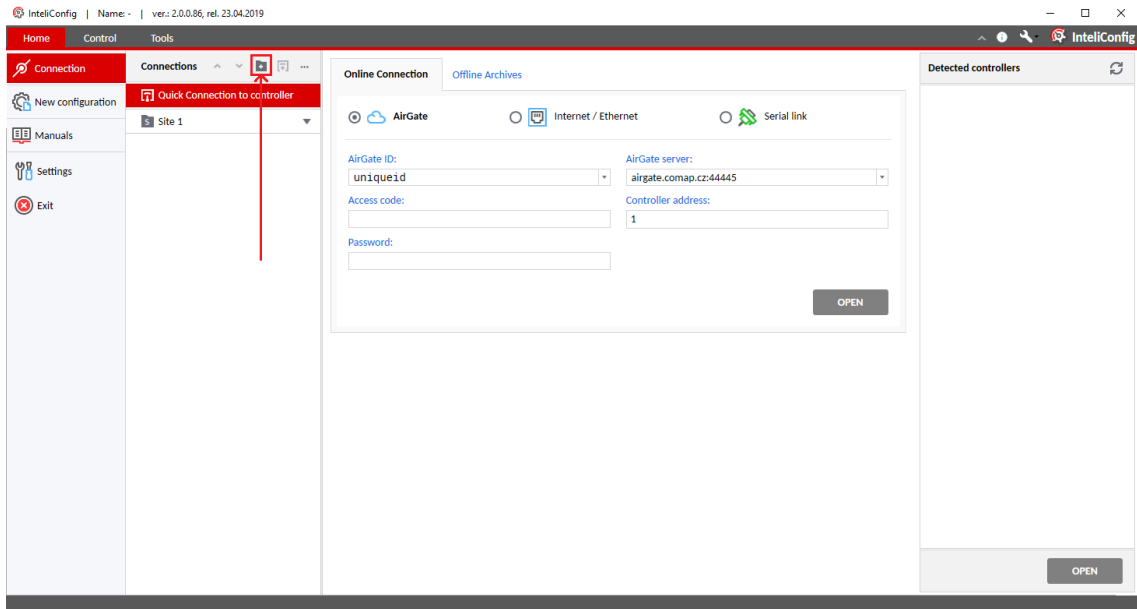 InteliConfig | Name: - | ver.: 2.0.0.86, rel. 23.04.2019
Home Control Tools
InteliConfig
Connection
New configuration
Manuals
Settings
Exit
Connections
Quick Connection to controller
S Site 1
Online Connection Offline Archives
AirGate Internet / Ethernet Serial link
AirGate ID: AirGate server:
uniqueid airgate.comap.cz:44445
Access code: Controller address:
1
Password:
OPEN
Detected controllers
OPEN